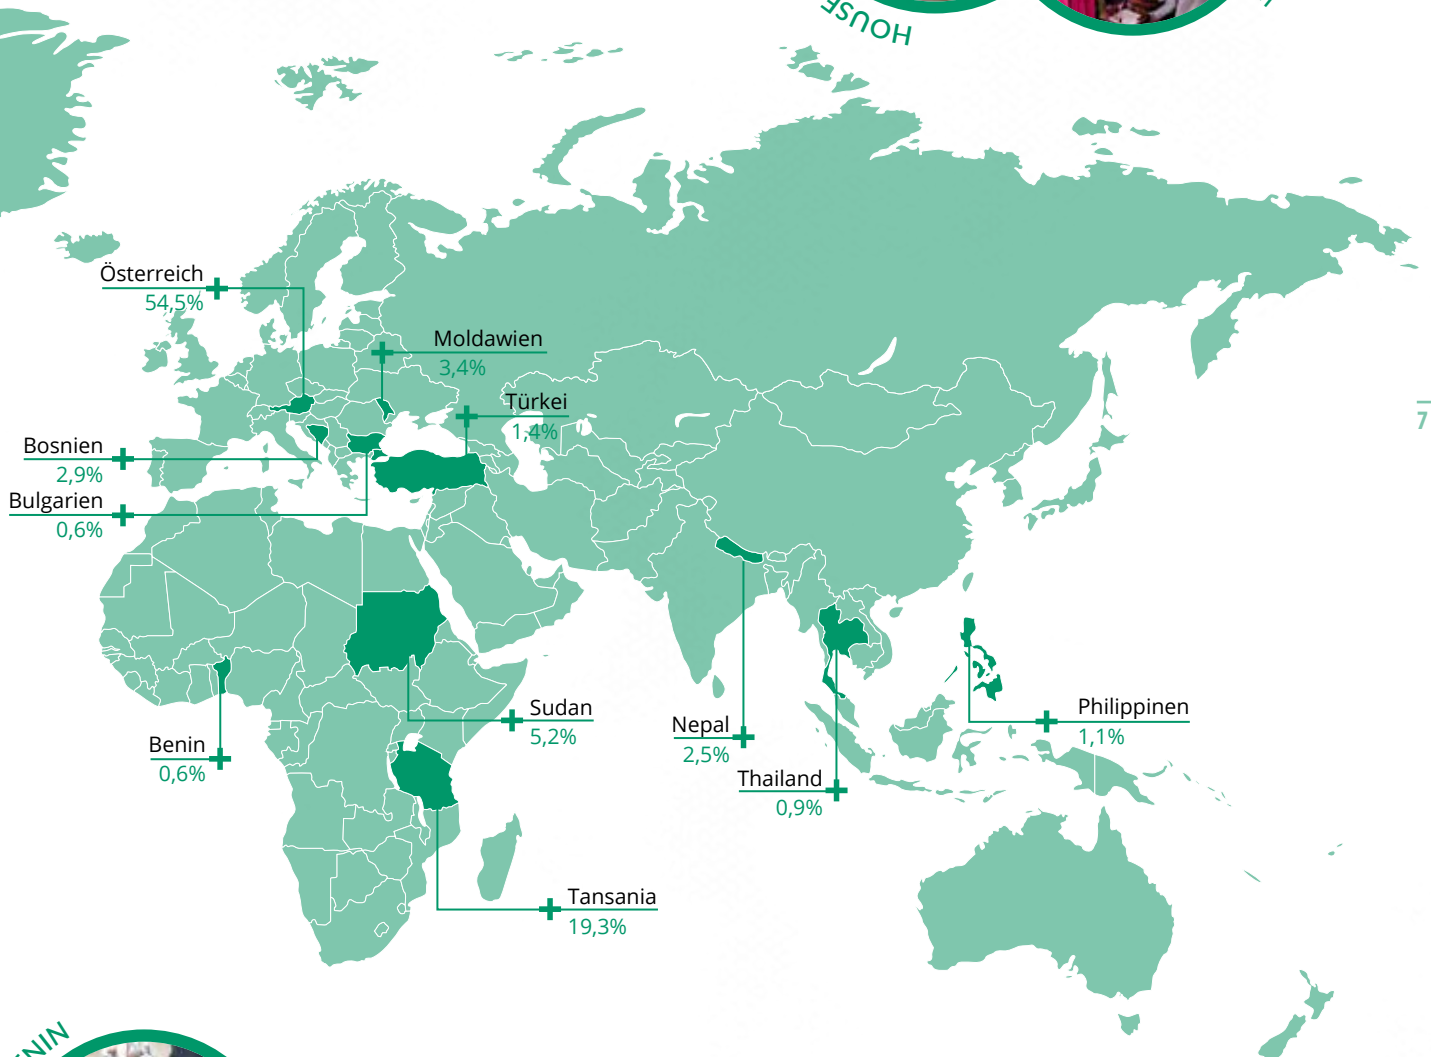 HOUSE
Österreich
54,5%
Moldawien
3,4%
Türkei
1,4%
7
Bosnien
2,9%
Bulgarien
0,6%
Sudan
5,2%
Philippinen
1,1%
Nepal
2,5%
Benin
0,6%
Thailand
0,9%
Tansania
19,3%